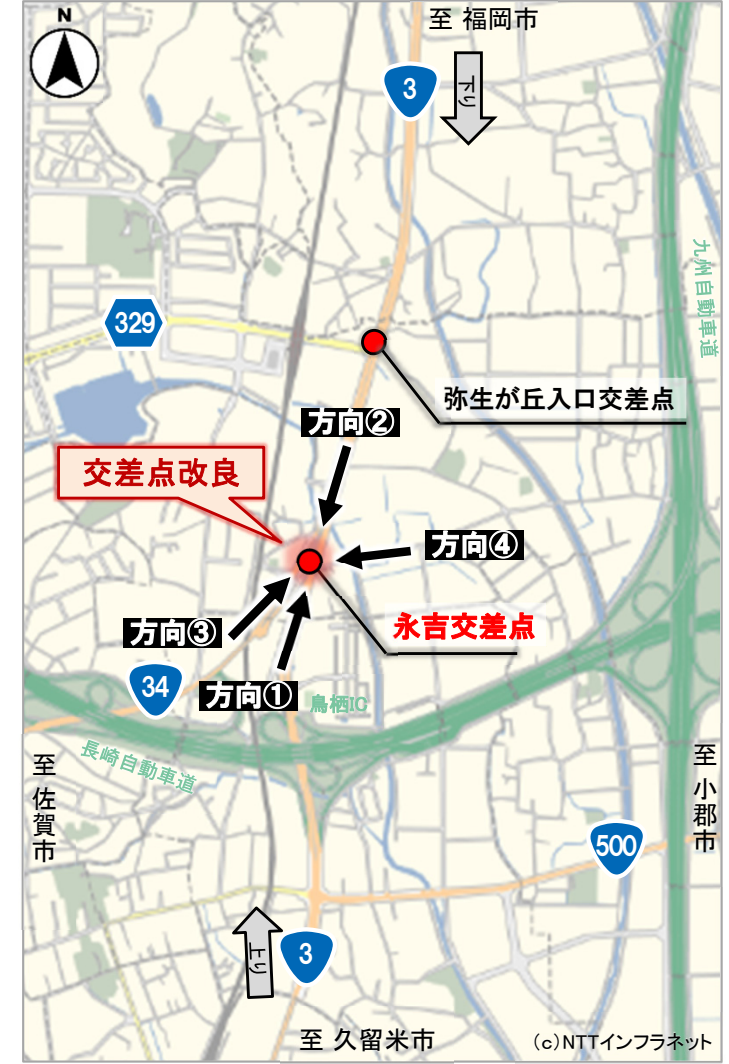 N
至 福岡市
3
下り
九州自動車道
329
弥生が丘入口交差点
方向②
交差点改良
方向④
永吉交差点
方向③
34
方向①
鳥栖IC
長崎自動車道
至 佐賀市
至 小郡市
500
上り
3
至 久留米市
(c)NTTインフラネット